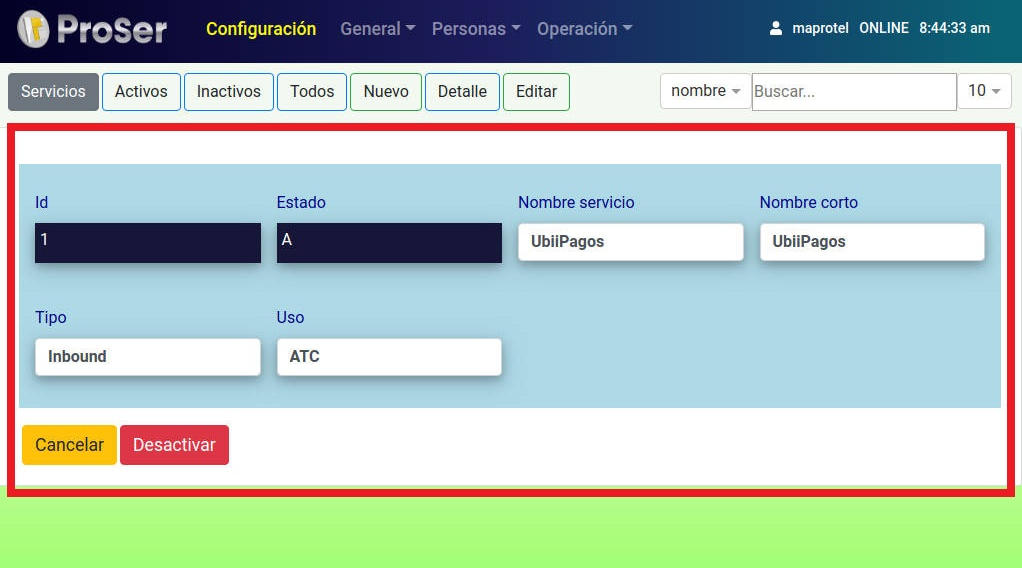 ProSer Configuración General Personas Operación maprotel ONLINE 8:44:33 am
Servicios Activos Inactivos Todos Nuevo Detalle Editar nombre Buscar... 10
Id Estado Nombre servicio Nombre corto
1 A UbiiPagos UbiiPagos
Tipo Uso
Inbound ATC
Cancelar Desactivar